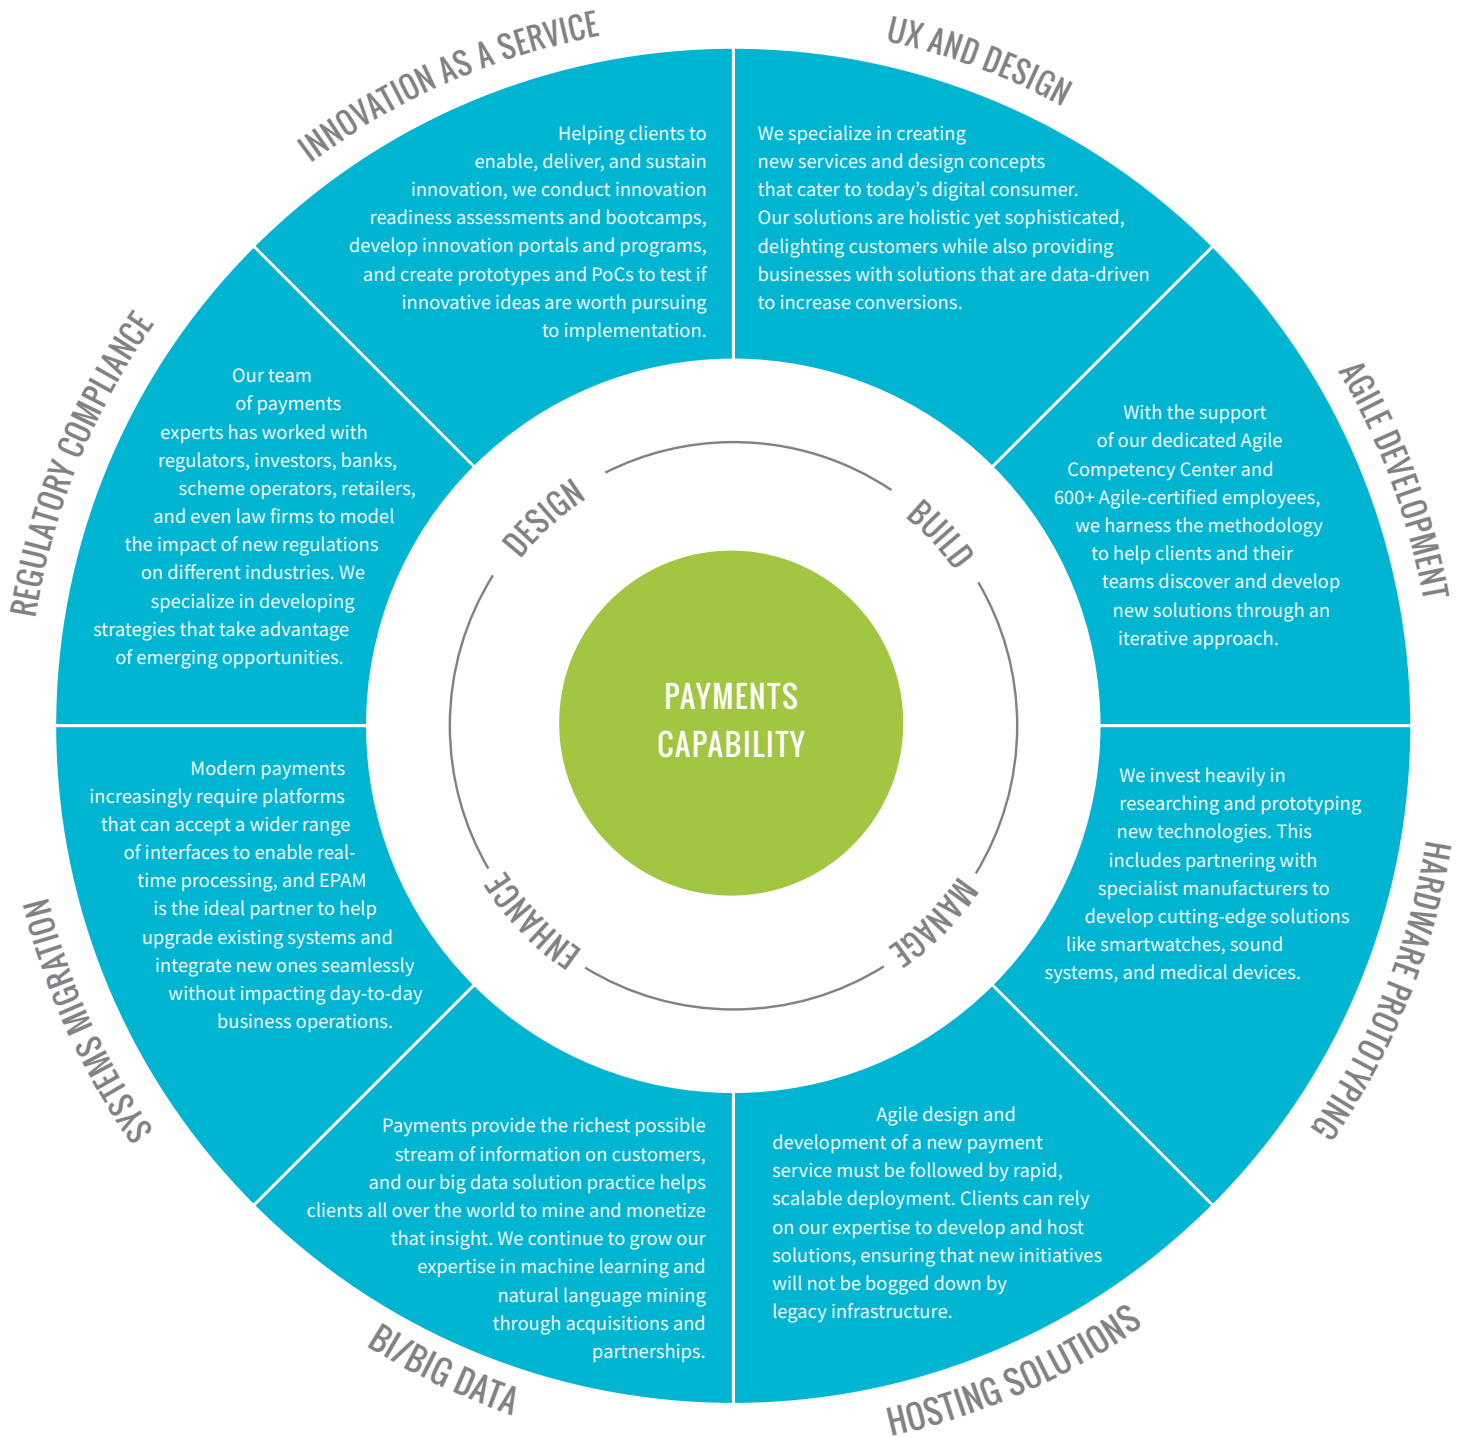 INNOVATION AS A SERVICE
Helping clients to
enable, deliver, and sustain
innovation, we conduct innovation
readiness assessments and bootcamps,
develop innovation portals and programs,
and create prototypes and PoCs to test if
innovative ideas are worth pursuing
to implementation.
UX AND DESIGN
We specialize in creating
new services and design concepts
that cater to today’s digital consumer.
Our solutions are holistic yet sophisticated,
delighting customers while also providing
businesses with solutions that are data-driven
to increase conversions.
AGILE DEVELOPMENT
With the support
of our dedicated Agile
Competency Center and
600+ Agile-certified employees,
we harness the methodology
to help clients and their
teams discover and develop
new solutions through an
iterative approach.
HARDWARE PROTOTYPING
We invest heavily in
researching and prototyping
new technologies. This
includes partnering with
specialist manufacturers to
develop cutting-edge solutions
like smartwatches, sound
systems, and medical devices.
HOSTING SOLUTIONS
Agile design and
development of a new payment
service must be followed by rapid,
scalable deployment. Clients can rely
on our expertise to develop and host
solutions, ensuring that new initiatives
will not be bogged down by
legacy infrastructure.
BI/BIG DATA
Payments provide the richest possible
stream of information on customers,
and our big data solution practice helps
clients all over the world to mine and monetize
that insight. We continue to grow our
expertise in machine learning and
natural language mining
through acquisitions and
partnerships.
SYSTEMS MIGRATION
Modern payments
increasingly require platforms
that can accept a wider range
of interfaces to enable real-
time processing, and EPAM
is the ideal partner to help
upgrade existing systems and
integrate new ones seamlessly
without impacting day-to-day
business operations.
REGULATORY COMPLIANCE
Our team
of payments
experts has worked with
regulators, investors, banks,
scheme operators, retailers,
and even law firms to model
the impact of new regulations
on different industries. We
specialize in developing
strategies that take advantage
of emerging opportunities.
DESIGN
BUILD
MANAGE
ENHANCE
PAYMENTS
CAPABILITY